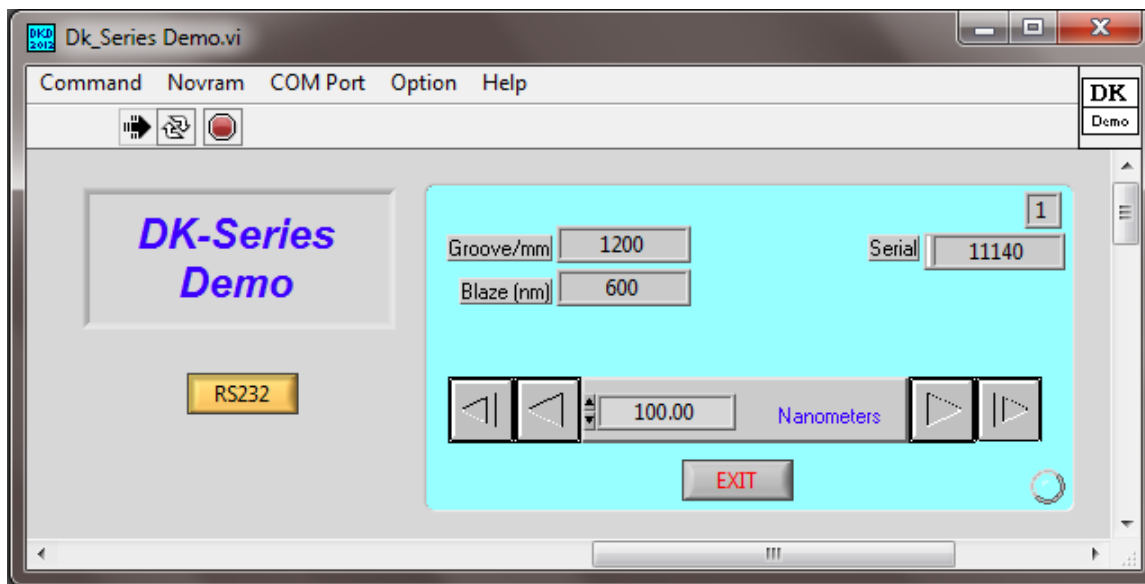 DKD
2012
Dk_Series Demo.vi
Command Novram COM Port Option Help
DK
Demo
DK-Series
Demo
1
Groove/mm 1200
Serial 11140
Blaze (nm) 600
RS232
100.00 Nanometers
EXIT